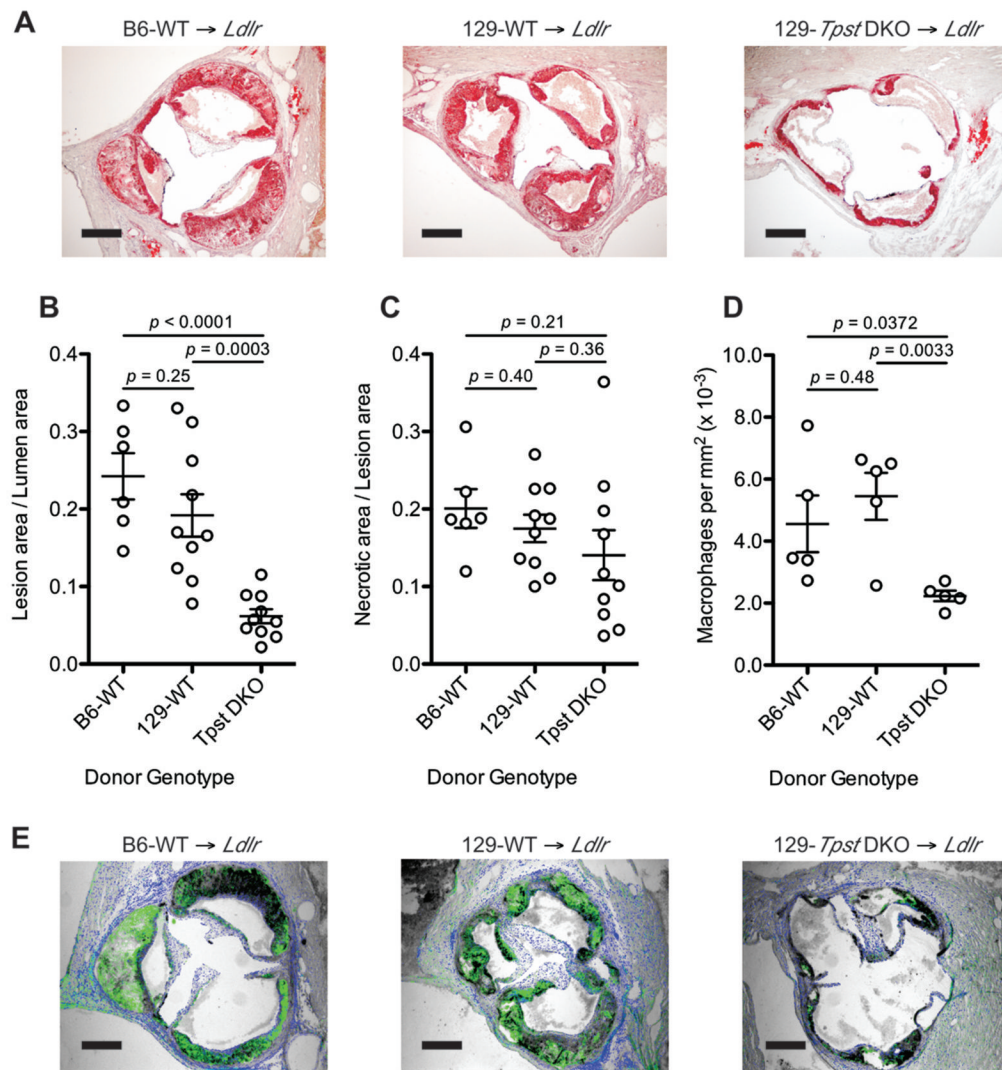 A
B6-WT → Ldlr
129-WT → Ldlr
129-Tpst DKO → Ldlr
B
p < 0.0001
p = 0.0003
p = 0.25
Lesion area / Lumen area
0.4
0.3
0.2
0.1
0.0
B6-WT
129-WT
Tpst DKO
Donor Genotype
C
p = 0.21
p = 0.36
p = 0.40
Necrotic area / Lesion area
0.4
0.3
0.2
0.1
0.0
B6-WT
129-WT
Tpst DKO
Donor Genotype
D
p = 0.0372
p = 0.0033
p = 0.48
Macrophages per mm² (x 10⁻³)
10.0
8.0
6.0
4.0
2.0
0.0
B6-WT
129-WT
Tpst DKO
Donor Genotype
E
B6-WT → Ldlr
129-WT → Ldlr
129-Tpst DKO → Ldlr